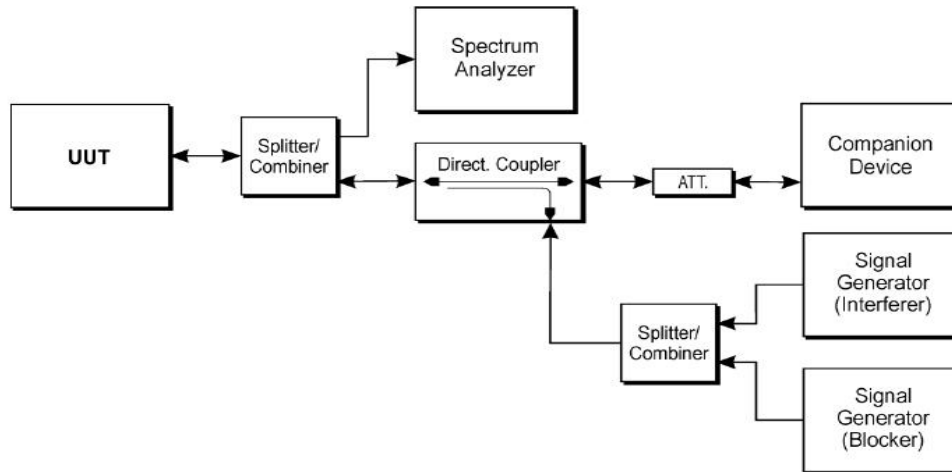 Spectrum
Analyzer
UUT
Splitter/
Combiner
Direct. Coupler
ATT.
Companion
Device
Splitter/
Combiner
Signal
Generator
(Interferer)
Signal
Generator
(Blocker)